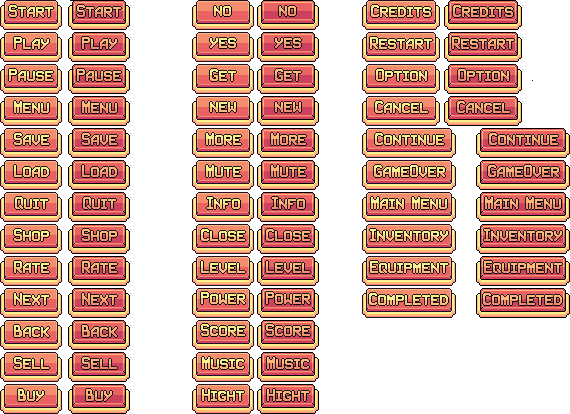 START START NO NO CREDITS CREDITS
PLAY PLAY YES YES RESTART RESTART
PAUSE PAUSE GET GET OPTION OPTION
MENU MENU NEW NEW CANCEL CANCEL
SAVE SAVE MORE MORE CONTINUE CONTINUE
LOAD LOAD MUTE MUTE GAMEOVER GAMEOVER
QUIT QUIT INFO INFO MAIN MENU MAIN MENU
SHOP SHOP CLOSE CLOSE INVENTORY INVENTORY
RATE RATE LEVEL LEVEL EQUIPMENT EQUIPMENT
NEXT NEXT POWER POWER COMPLETED COMPLETED
BACK BACK SCORE SCORE
SELL SELL MUSIC MUSIC
BUY BUY HIGHT HIGHT